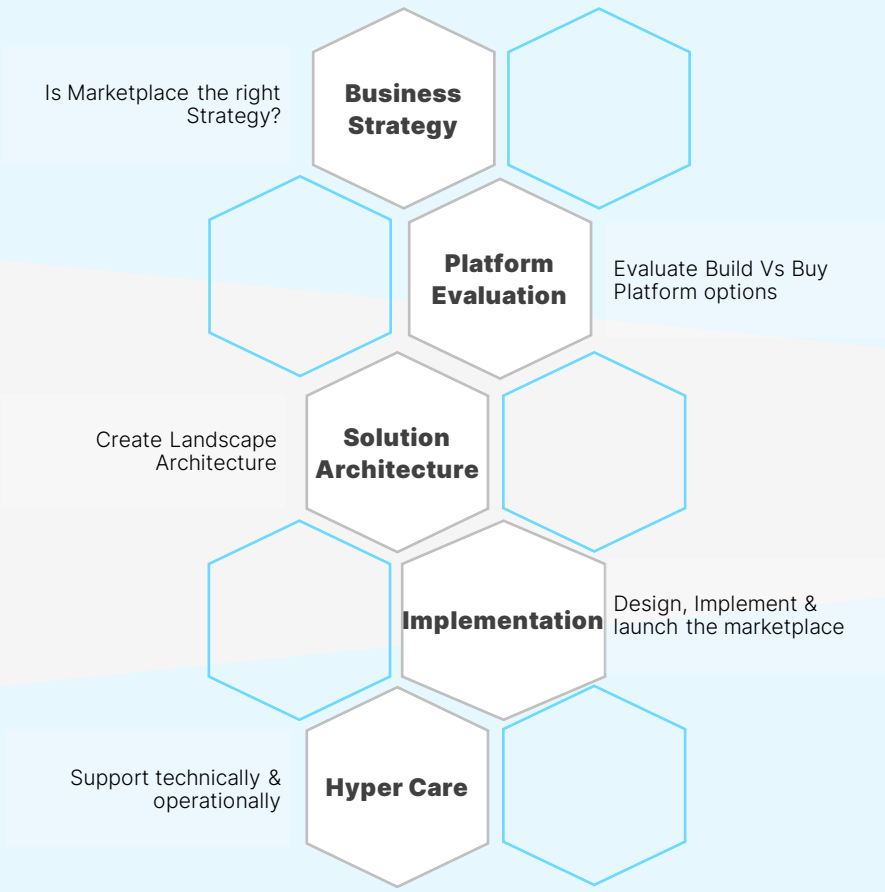 Is Marketplace the right
Strategy?
Business
Strategy
Platform
Evaluation
Evaluate Build Vs Buy
Platform options
Create Landscape
Architecture
Solution
Architecture
Implementation
Design, Implement &
launch the marketplace
Support technically &
operationally
Hyper Care